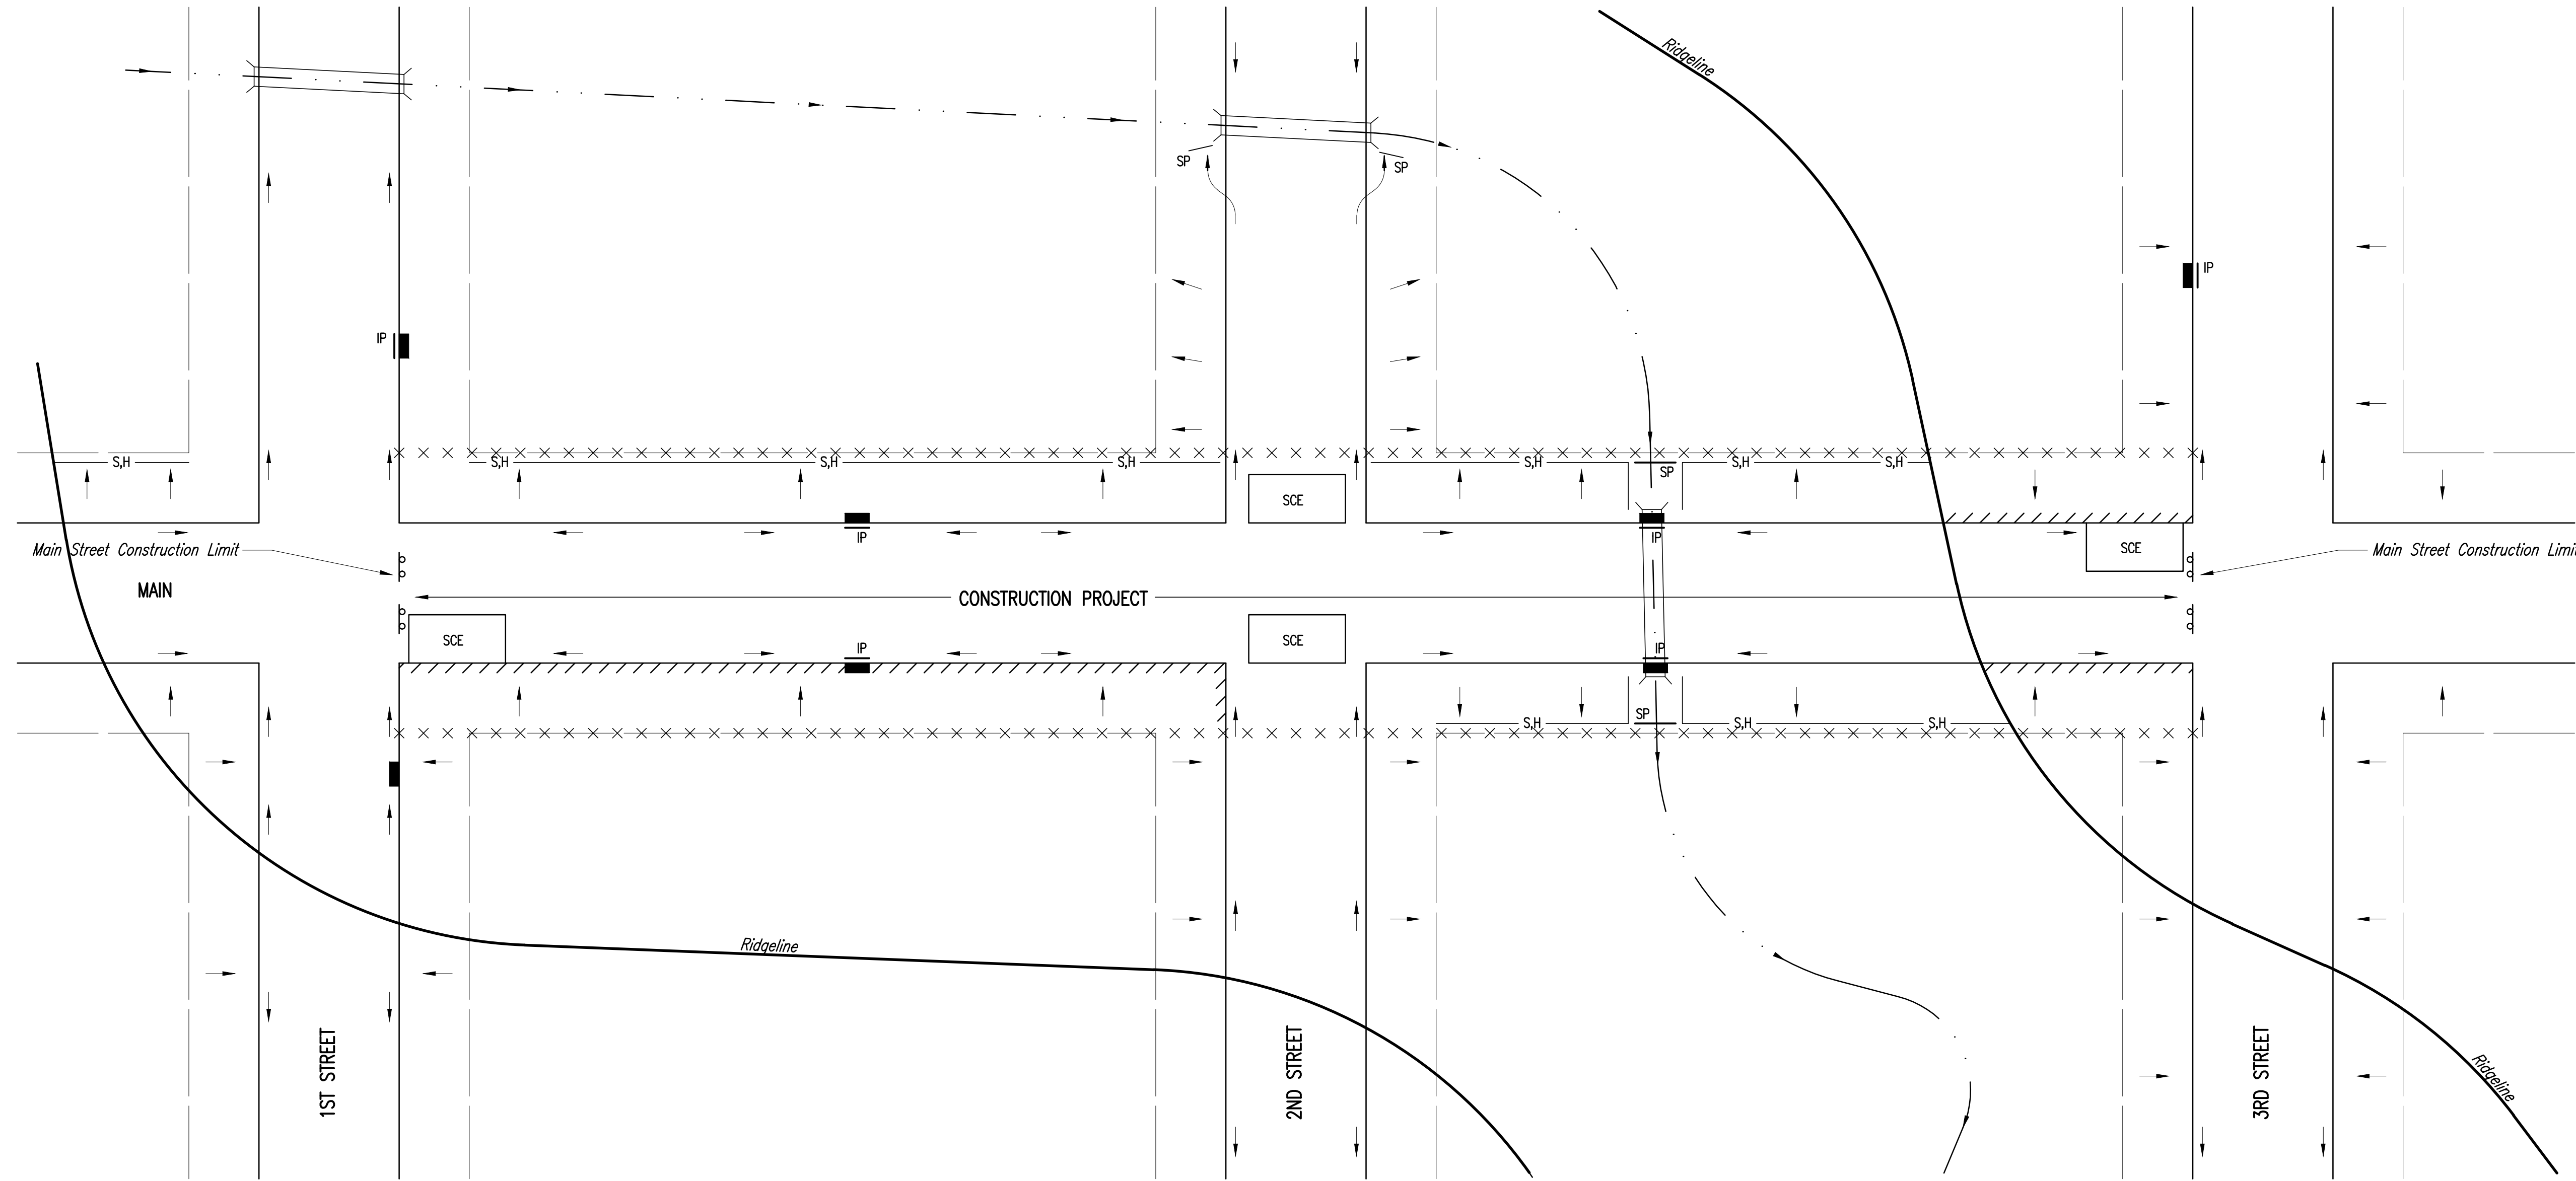 Ridgeline
SP
SP
IP
IP
S,H
S,H
S,H
S,H
S,H
SP
S,H
S,H
SCE
IP
IP
Main Street Construction Limit
SCE
Main Street Construction Limi
MAIN
CONSTRUCTION PROJECT
SCE
SCE
IP
IP
SP
S,H
S,H
S,H
Ridgeline
1ST STREET
2ND STREET
3RD STREET
Ridgeline